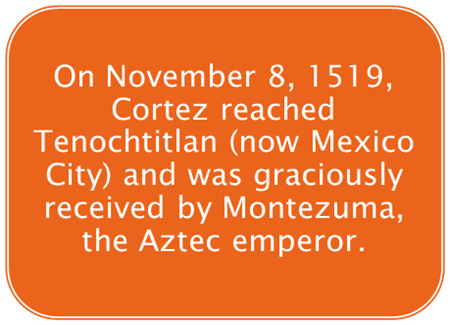 On November 8, 1519,
Cortez reached
Tenochtitlan (now Mexico
City) and was graciously
received by Montezuma,
the Aztec emperor.